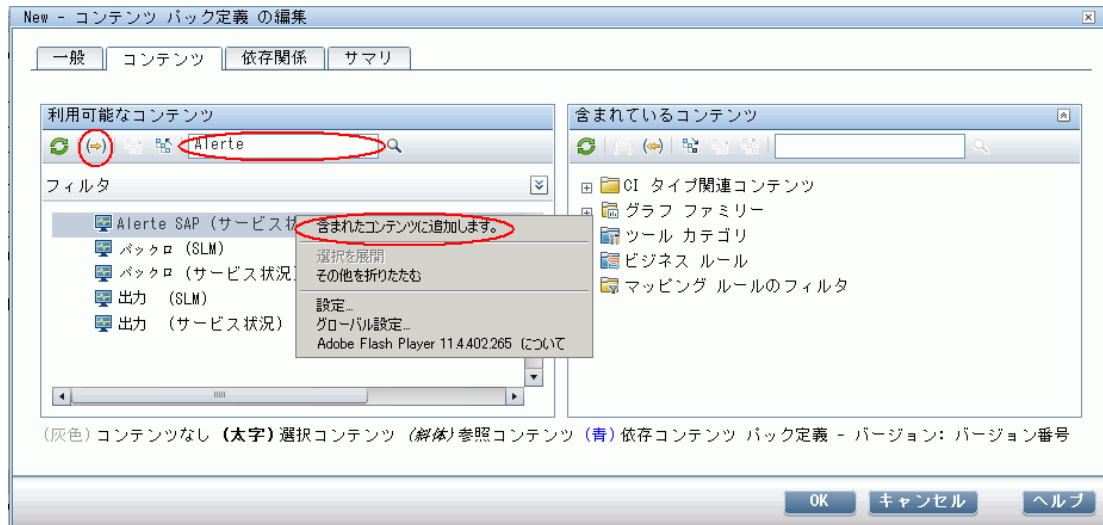 New - コンテンツ パック定義 の編集
一般 コンテンツ 依存関係 サマリ
利用可能なコンテンツ
Alerte
フィルタ
Alerte SAP (サービス状
バックロ (SLM)
バックロ (サービス状況
出力 (SLM)
出力 (サービス状況)
含まれたコンテンツに追加します。
選択を展開
その他を折りたたむ
設定...
グローバル設定...
Adobe Flash Player 11.4.402.265 について
含まれているコンテンツ
CI タイプ関連コンテンツ
グラフ ファミリー
ツール カテゴリ
ビジネス ルール
マッピング ルールのフィルタ
(灰色) コンテンツなし (太字) 選択コンテンツ (斜体) 参照コンテンツ (青) 依存コンテンツ パック定義 - バージョン: バージョン番号
OK キャンセル ヘルプ